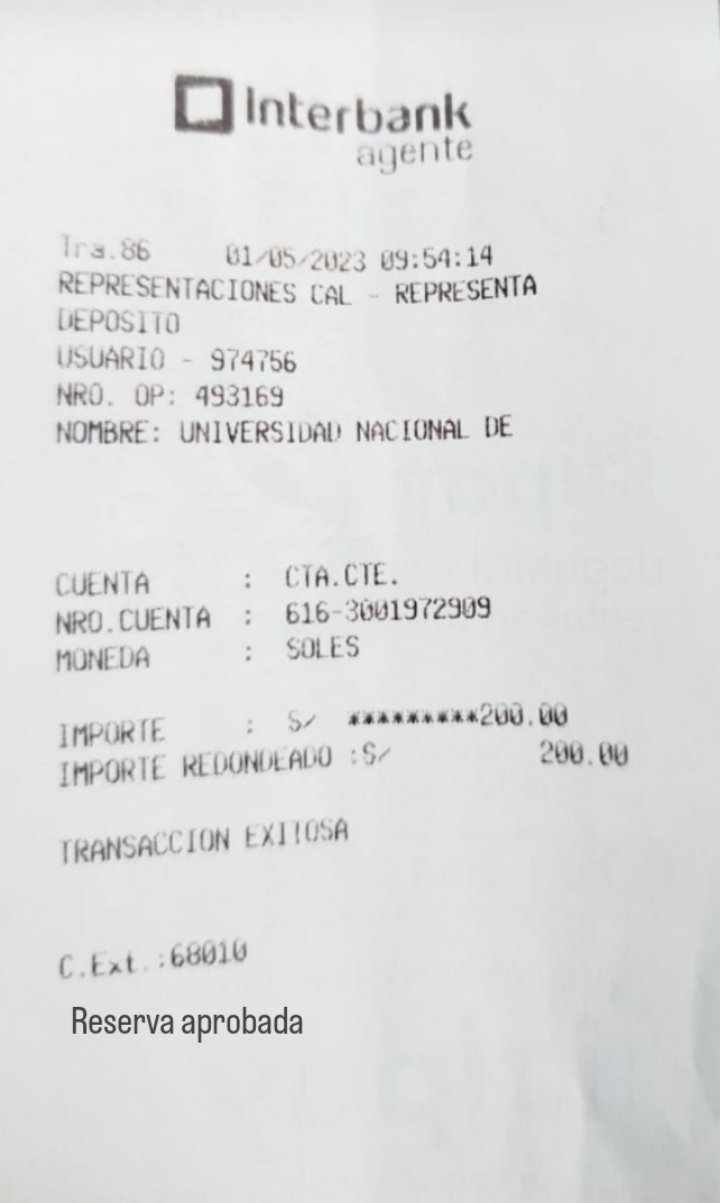 Interbank
agente
Tra.86 01/05/2023 09:54:14
REPRESENTACIONES CAL - REPRESENTA
DEPOSITO
USUARIO - 974756
NRO. OP: 493169
NOMBRE: UNIVERSIDAD NACIONAL DE
CUENTA : CTA.CTE.
NRO.CUENTA : 616-3001972909
MONEDA : SOLES
IMPORTE : S/ *********200.00
IMPORTE REDONDEADO :S/ 200.00
TRANSACCION EXITOSA
C.Ext.:68010
Reserva aprobada